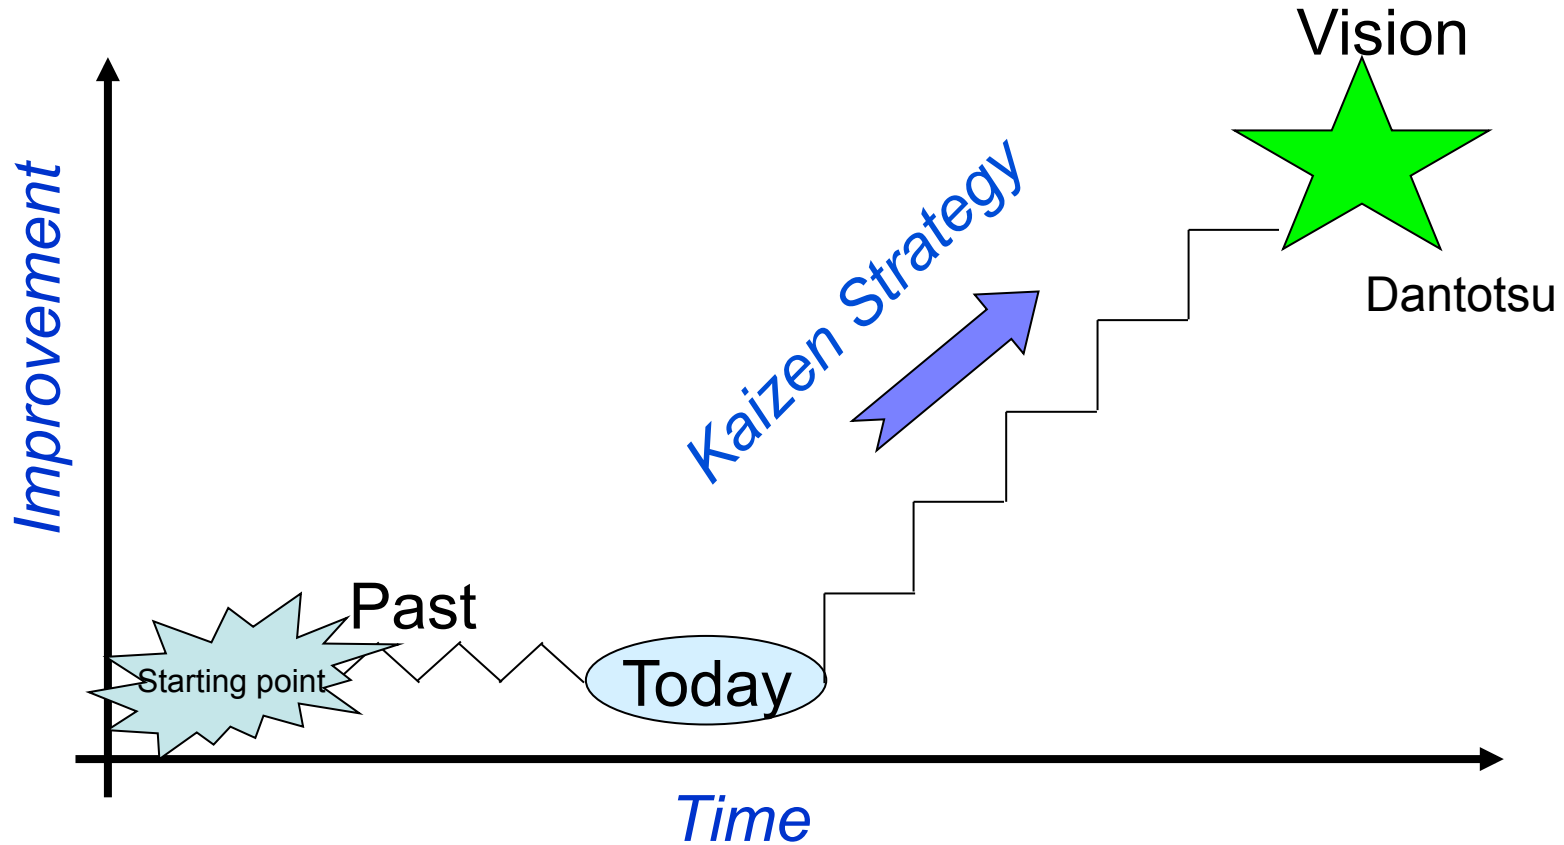 Vision
Improvement
Kaizen Strategy
Dantotsu
Past
Starting point
Today
Time